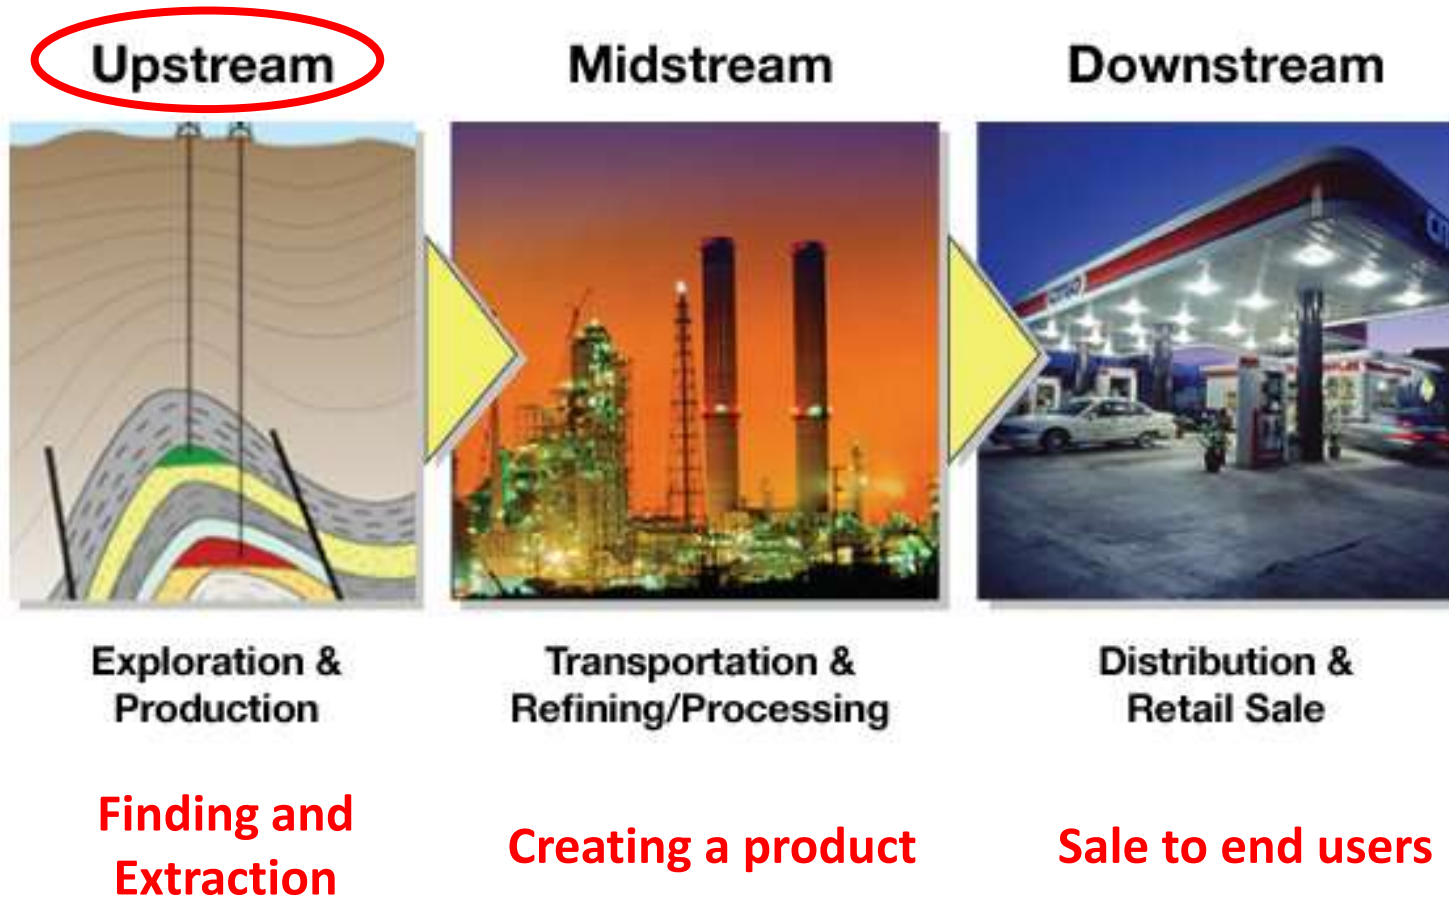 Upstream
Midstream
Downstream
Exploration &
Production
Transportation &
Refining/Processing
Distribution &
Retail Sale
Finding and
Extraction
Creating a product
Sale to end users